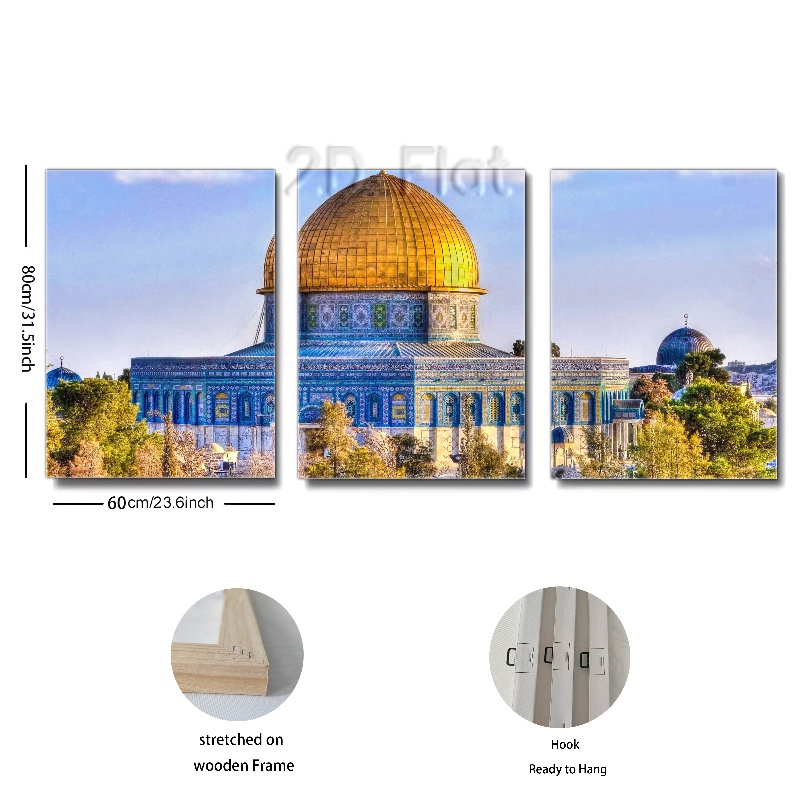 2D Flat
80cm/31.5inch
60cm/23.6inch
stretched on
wooden Frame
Hook
Ready to Hang